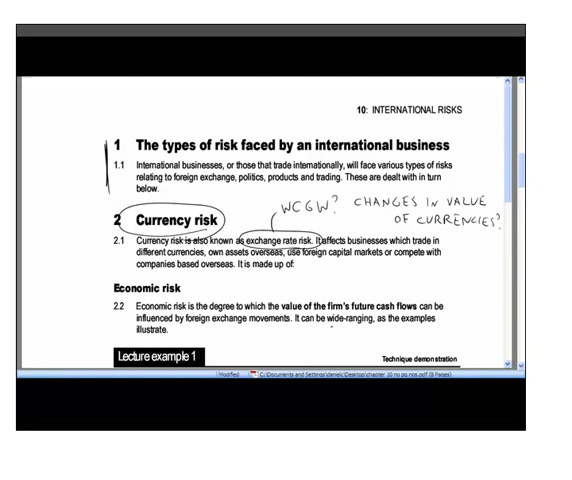 10: INTERNATIONAL RISKS
1 The types of risk faced by an international business
1.1 International businesses, or those that trade internationally, will face various types of risks
relating to foreign exchange, politics, products and trading. These are dealt with in turn
below.
WCGW? CHANGES IN VALUE
OF CURRENCIES?
2 Currency risk
2.1 Currency risk is also known as exchange rate risk. It affects businesses which trade in
different currencies, own assets overseas, use foreign capital markets or compete with
companies based overseas. It is made up of:
Economic risk
2.2 Economic risk is the degree to which the value of the firm's future cash flows can be
influenced by foreign exchange movements. It can be wide-ranging, as the examples
illustrate.
Lecture example 1 Technique demonstration
Modified C:\Documents and Settings\danielc\Desktop\chapter 10 no pg nos.pdf (8 Pages)